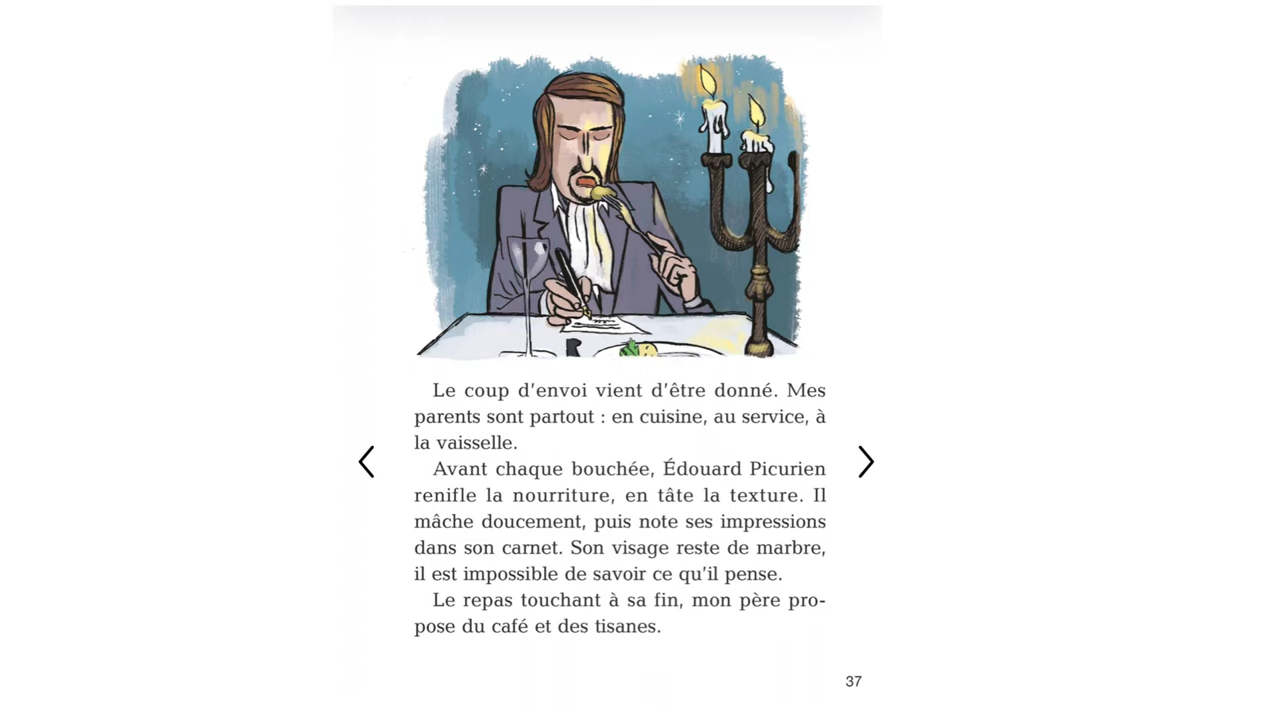 Le coup d’envoi vient d’être donné. Mes
parents sont partout : en cuisine, au service, à
la vaisselle.
Avant chaque bouchée, Édouard Picurien
renifle la nourriture, en tâte la texture. Il
mâche doucement, puis note ses impressions
dans son carnet. Son visage reste de marbre,
il est impossible de savoir ce qu’il pense.
Le repas touchant à sa fin, mon père pro-
pose du café et des tisanes.
37